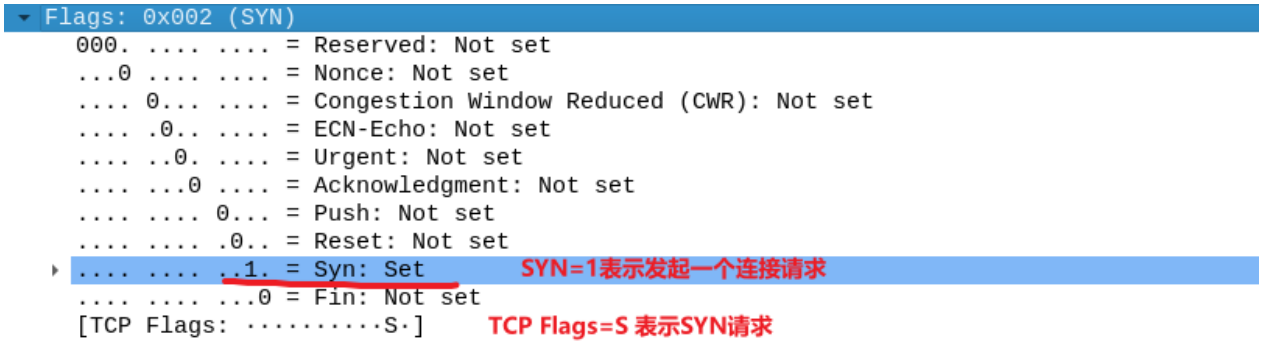 Flags: 0x002 (SYN)
000. .... .... = Reserved: Not set
...0 .... .... = Nonce: Not set
.... 0... .... = Congestion Window Reduced (CWR): Not set
.... .0.. .... = ECN-Echo: Not set
.... ..0. .... = Urgent: Not set
.... ...0 .... = Acknowledgment: Not set
.... .... 0... = Push: Not set
.... .... .0.. = Reset: Not set
.... .... ..1. = Syn: Set SYN=1表示发起一个连接请求
.... .... ...0 = Fin: Not set
[TCP Flags: ··········S·] TCP Flags=S 表示SYN请求